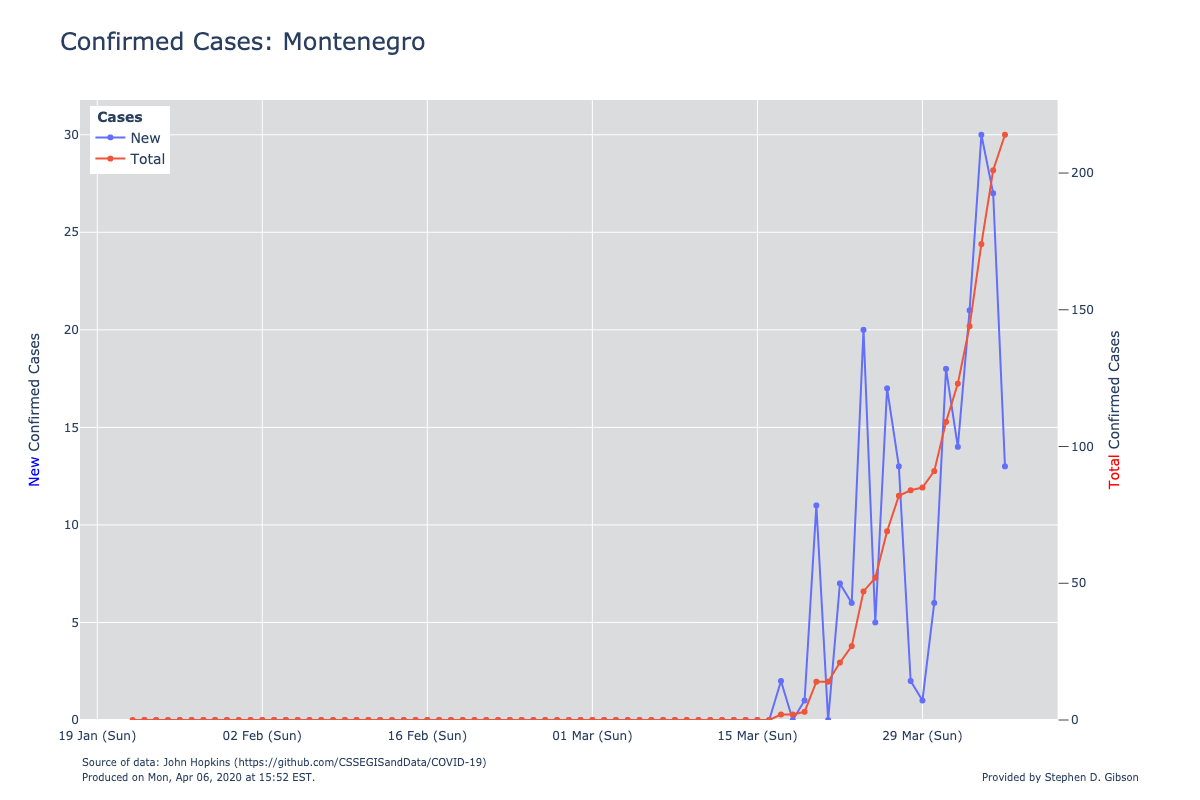 Confirmed Cases: Montenegro
Cases
New
Total
30
25
20
15
10
5
0
200
150
100
50
0
New Confirmed Cases
Total Confirmed Cases
19 Jan (Sun)
02 Feb (Sun)
16 Feb (Sun)
01 Mar (Sun)
15 Mar (Sun)
29 Mar (Sun)
Source of data: John Hopkins (https://github.com/CSSEGISandData/COVID-19)
Produced on Mon, Apr 06, 2020 at 15:52 EST.
Provided by Stephen D. Gibson